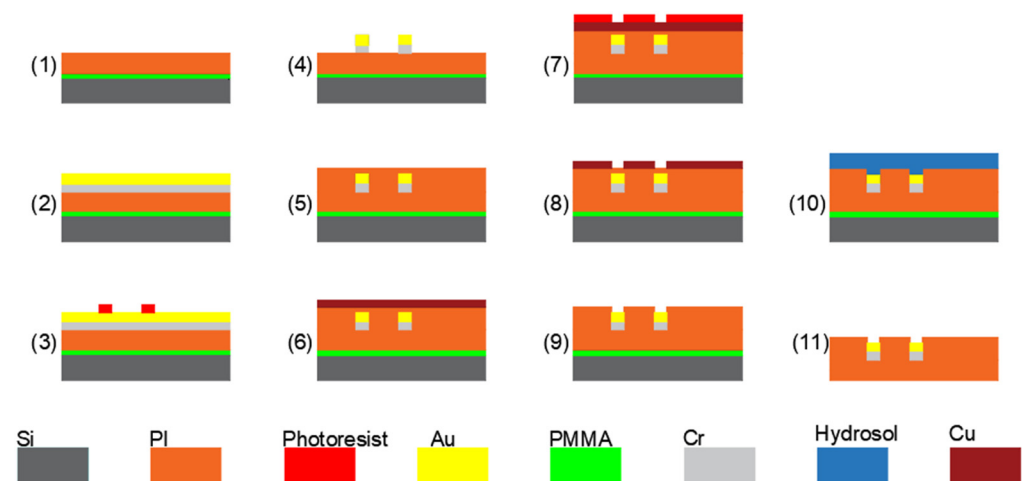 (1)
(4)
(7)
(2)
(5)
(8)
(10)
(3)
(6)
(9)
(11)
Si
PI
Photoresist
Au
PMMA
Cr
Hydrosol
Cu